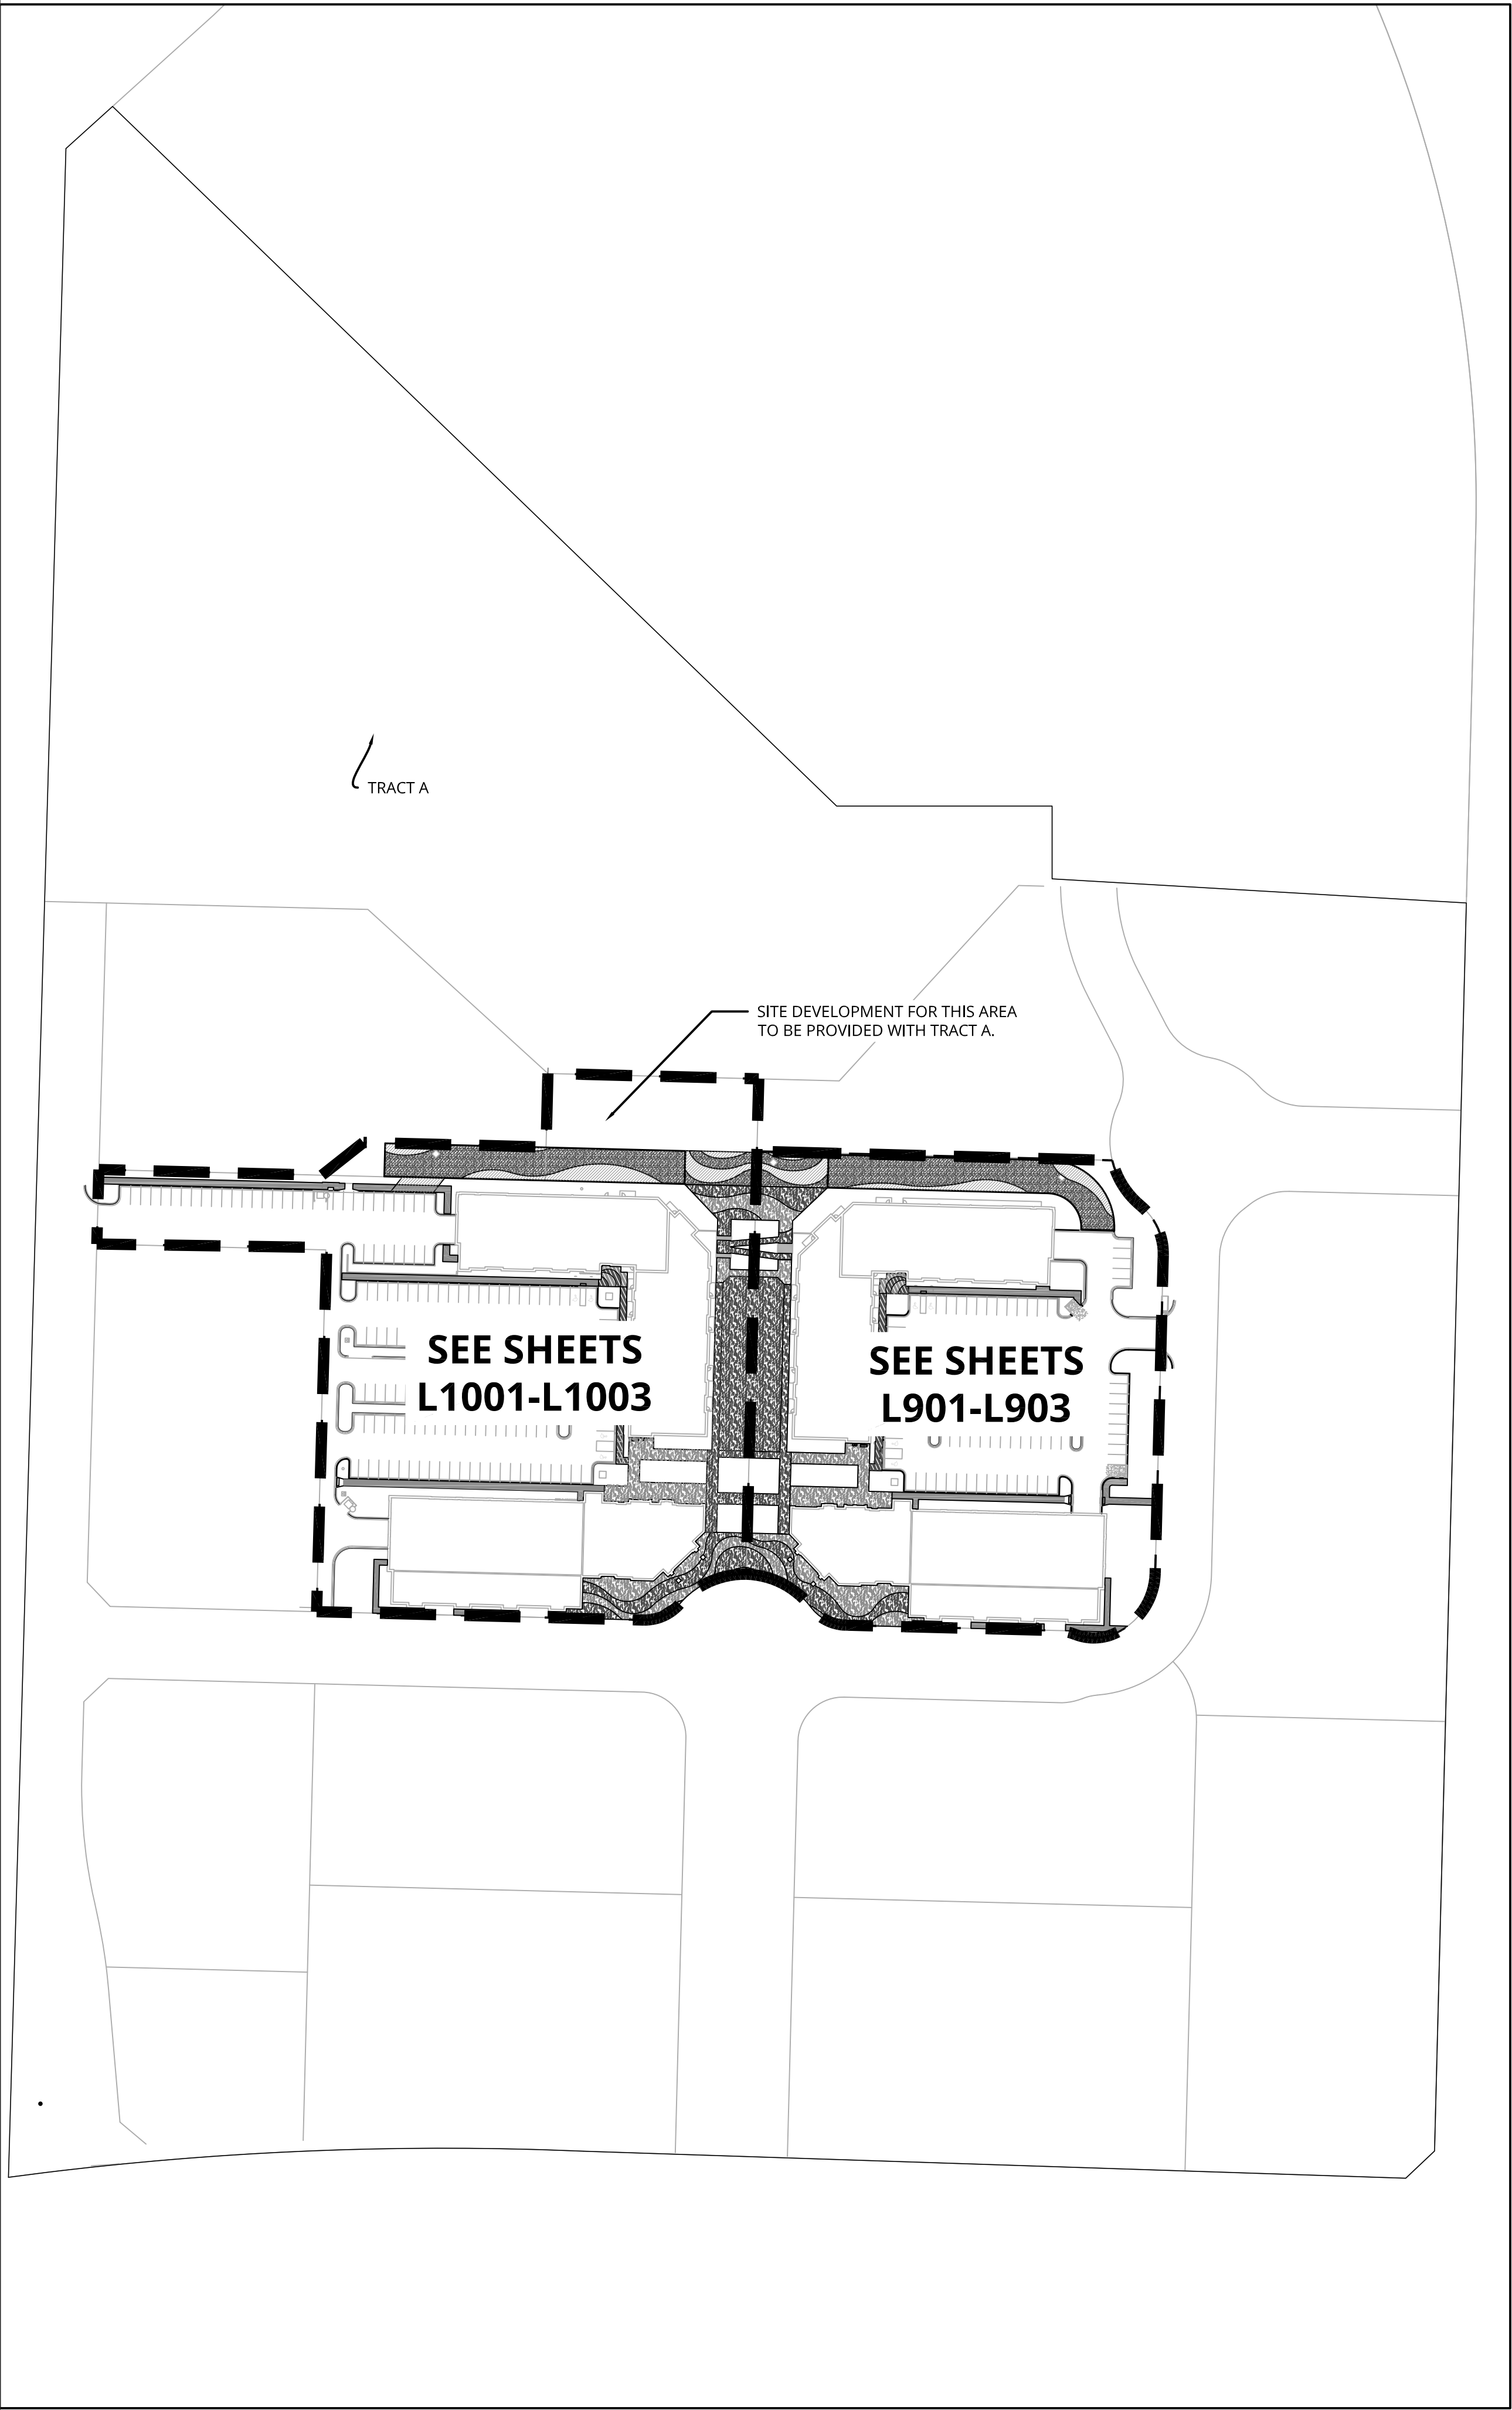 TRACT A
SITE DEVELOPMENT FOR THIS AREA
TO BE PROVIDED WITH TRACT A.
SEE SHEETS
L1001-L1003
SEE SHEETS
L901-L903